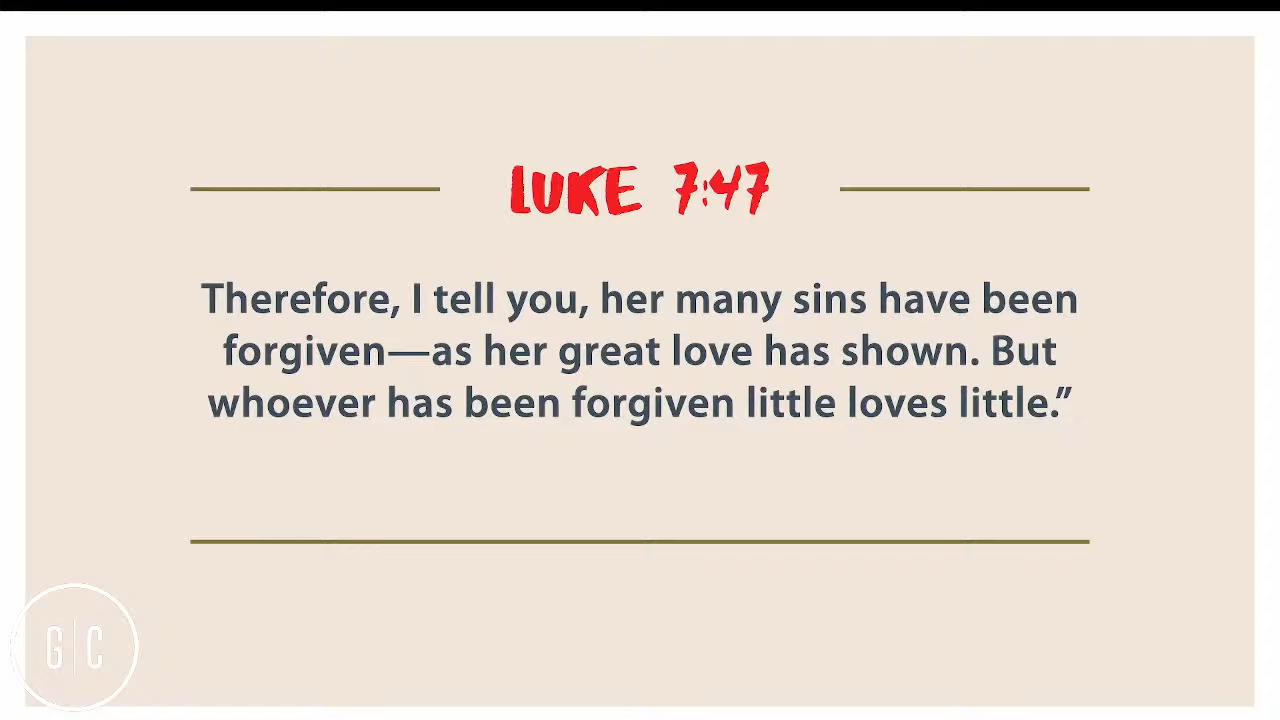 LUKE 7:47
Therefore, I tell you, her many sins have been
forgiven—as her great love has shown. But
whoever has been forgiven little loves little.”
G|C